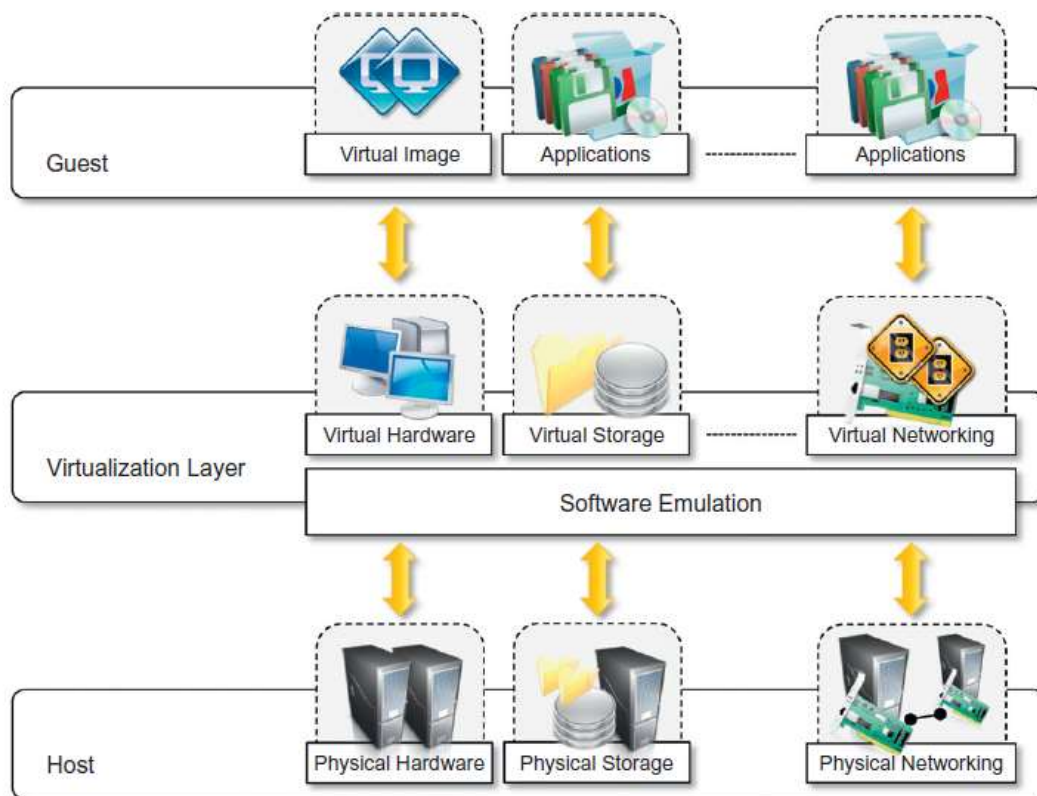 Guest
Virtual Image
Applications
Applications
Virtualization Layer
Virtual Hardware
Virtual Storage
Virtual Networking
Software Emulation
Host
Physical Hardware
Physical Storage
Physical Networking